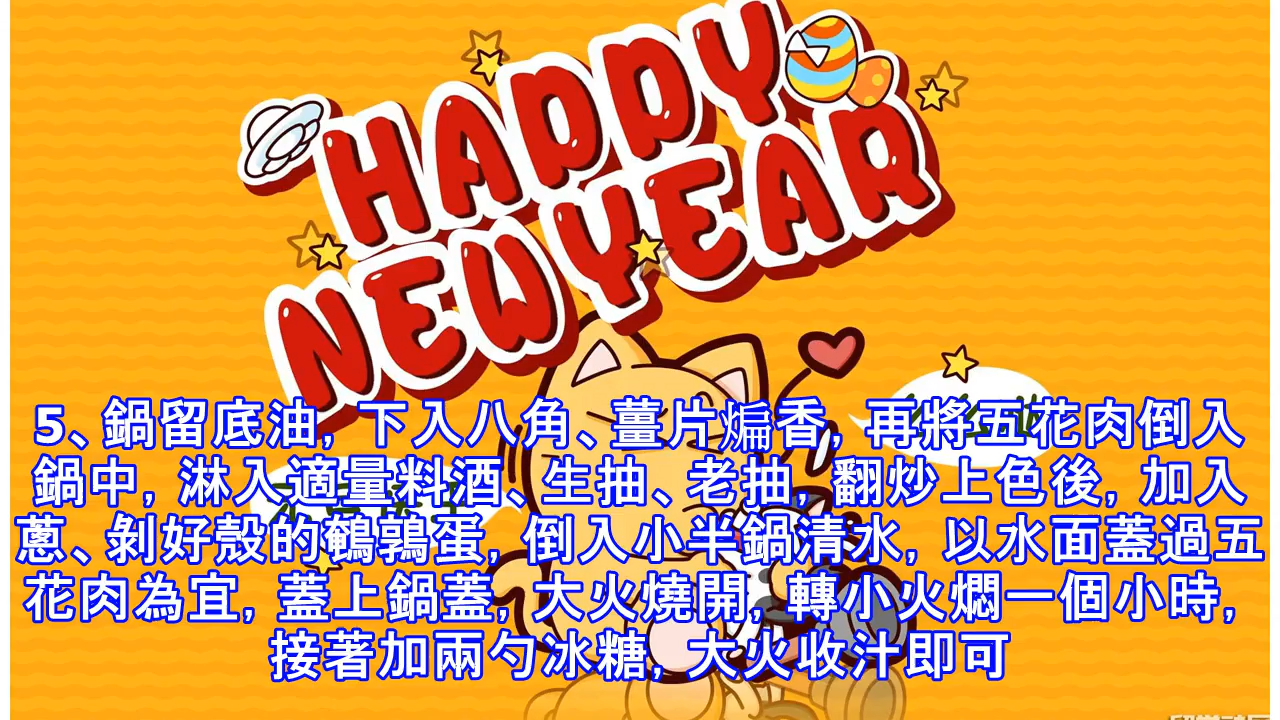 HAPPY
NEW YEAR
5、鍋留底油, 下入八角、薑片煸香, 再將五花肉倒入
鍋中, 淋入適量料酒、生抽、老抽, 翻炒上色後, 加入
蔥、剝好殼的鵪鶉蛋, 倒入小半鍋清水, 以水面蓋過五
花肉為宜, 蓋上鍋蓋, 大火燒開, 轉小火燜一個小時,
接著加兩勺冰糖, 大火收汁即可